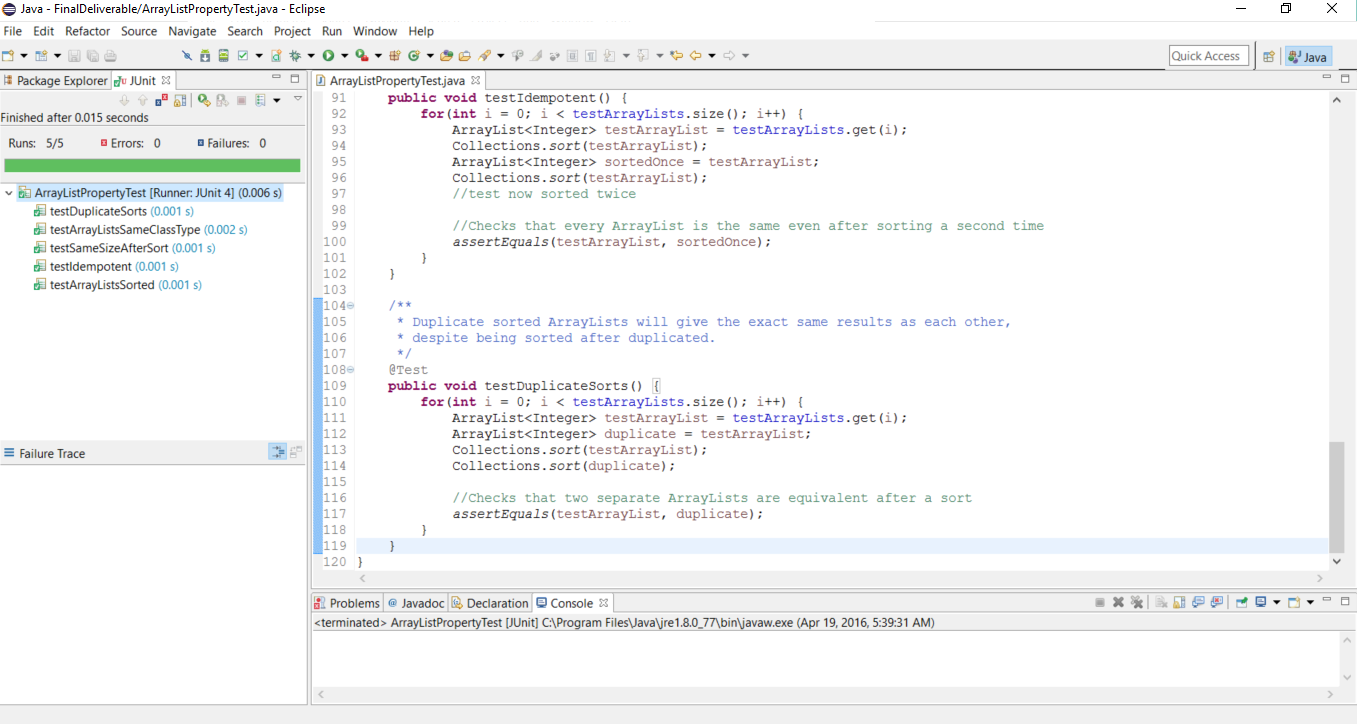 Java - FinalDeliverable/ArrayListPropertyTest.java - Eclipse
File Edit Refactor Source Navigate Search Project Run Window Help
Quick Access
Java
Package Explorer
JUnit
Finished after 0.015 seconds
Runs: 5/5
Errors: 0
Failures: 0
ArrayListPropertyTest [Runner: JUnit 4] (0.006 s)
testDuplicateSorts (0.001 s)
testArrayListsSameClassType (0.002 s)
testSameSizeAfterSort (0.001 s)
testIdempotent (0.001 s)
testArrayListsSorted (0.001 s)
Failure Trace
ArrayListPropertyTest.java
91 public void testIdempotent() {
92 for(int i = 0; i < testArrayLists.size(); i++) {
93 ArrayList<Integer> testArrayList = testArrayLists.get(i);
94 Collections.sort(testArrayList);
95 ArrayList<Integer> sortedOnce = testArrayList;
96 Collections.sort(testArrayList);
97 //test now sorted twice
98
99 //Checks that every ArrayList is the same even after sorting a second time
100 assertEquals(testArrayList, sortedOnce);
101 }
102 }
103
104 /**
105 * Duplicate sorted ArrayLists will give the exact same results as each other,
106 * despite being sorted after duplicated.
107 */
108 @Test
109 public void testDuplicateSorts() {
110 for(int i = 0; i < testArrayLists.size(); i++) {
111 ArrayList<Integer> testArrayList = testArrayLists.get(i);
112 ArrayList<Integer> duplicate = testArrayList;
113 Collections.sort(testArrayList);
114 Collections.sort(duplicate);
115
116 //Checks that two separate ArrayLists are equivalent after a sort
117 assertEquals(testArrayList, duplicate);
118 }
119 }
120 }
Problems @ Javadoc Declaration Console
<terminated> ArrayListPropertyTest [JUnit] C:\Program Files\Java\jre1.8.0_77\bin\javaw.exe (Apr 19, 2016, 5:39:31 AM)